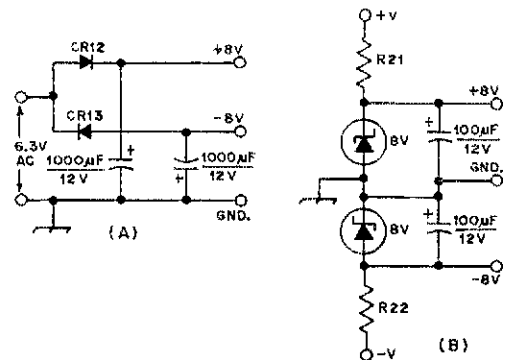 CR12
+8V
CR13
-8V
6.3V
AC
+
1000µF
12V
1000µF
12V
+
GND.
(A)
+V
R21
+8V
8V
+
100µF
12V
GND.
8V
+
100µF
12V
-8V
R22
-V
(B)